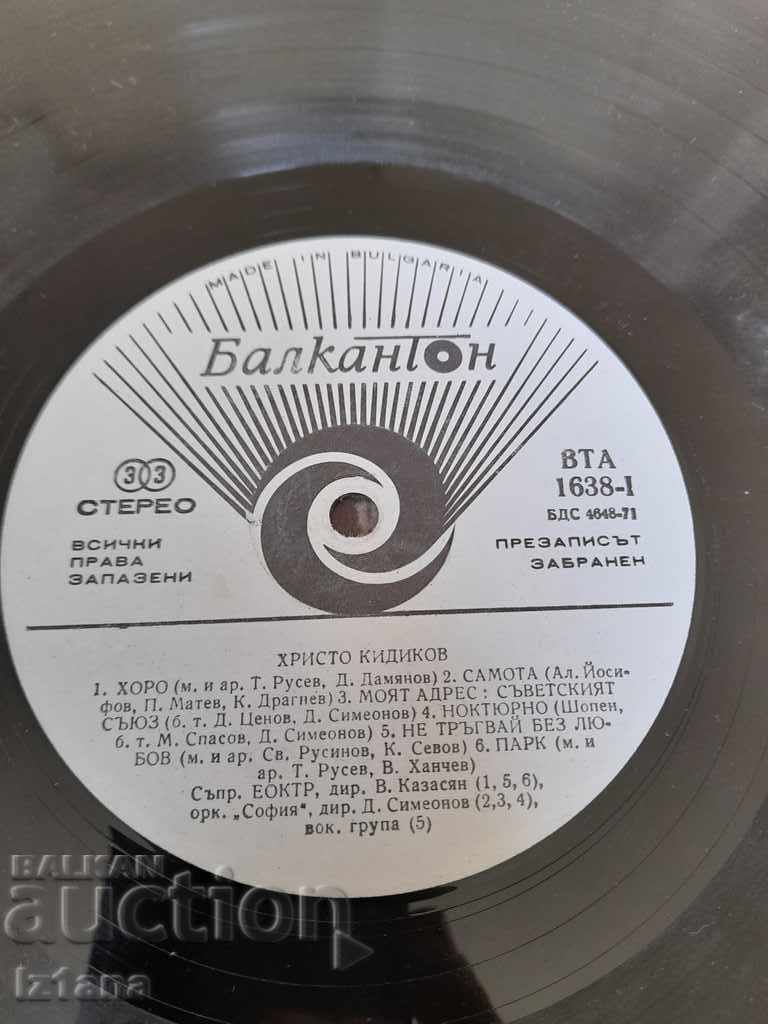 MADE IN BULGARIA
БалканТон
33
СТЕРЕО
ВСИЧКИ
ПРАВА
ЗАПАЗЕНИ
ВТА
1638-I
БДС 4648-71
ПРЕЗАПИСЪТ
ЗАБРАНЕН
ХРИСТО КИДИКОВ
1. ХОРО (м. и ар. Т. Русев, Д. Дамянов) 2. САМОТА (Ал. Йоси-
фов, П. Матев, К. Драгнев) 3. МОЯТ АДРЕС : СЪВЕТСКИЯТ
СЪЮЗ (б. т. Д. Ценов, Д. Симеонов) 4. НОКТЮРНО (Шопен,
б. т. М. Спасов, Д. Симеонов) 5. НЕ ТРЪГВАЙ БЕЗ ЛЮ-
БОВ (м. и ар. Св. Русинов, К. Севов) 6. ПАРК (м. и
ар. Т. Русев, В. Ханчев)
Съпр. ЕОКТР, дир. В. Казасян (1, 5, 6),
орк. „София“, дир. Д. Симеонов (2,3, 4),
вок. група (5)
BALKAN
auction
iz1ana